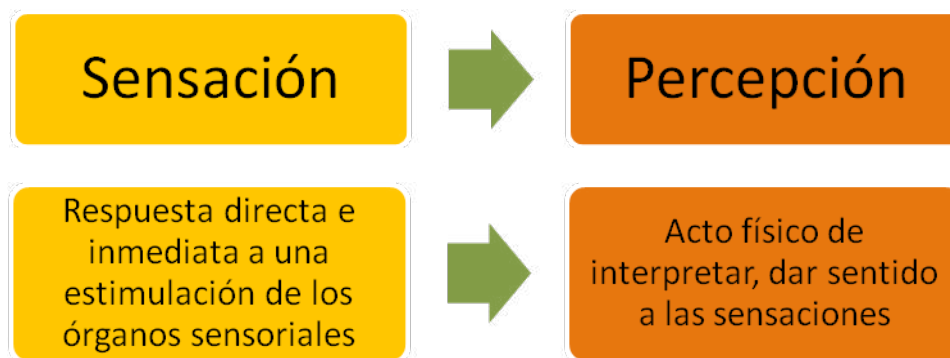 Sensación
Percepción
Respuesta directa e
inmediata a una
estimulación de los
órganos sensoriales
Acto físico de
interpretar, dar sentido
a las sensaciones